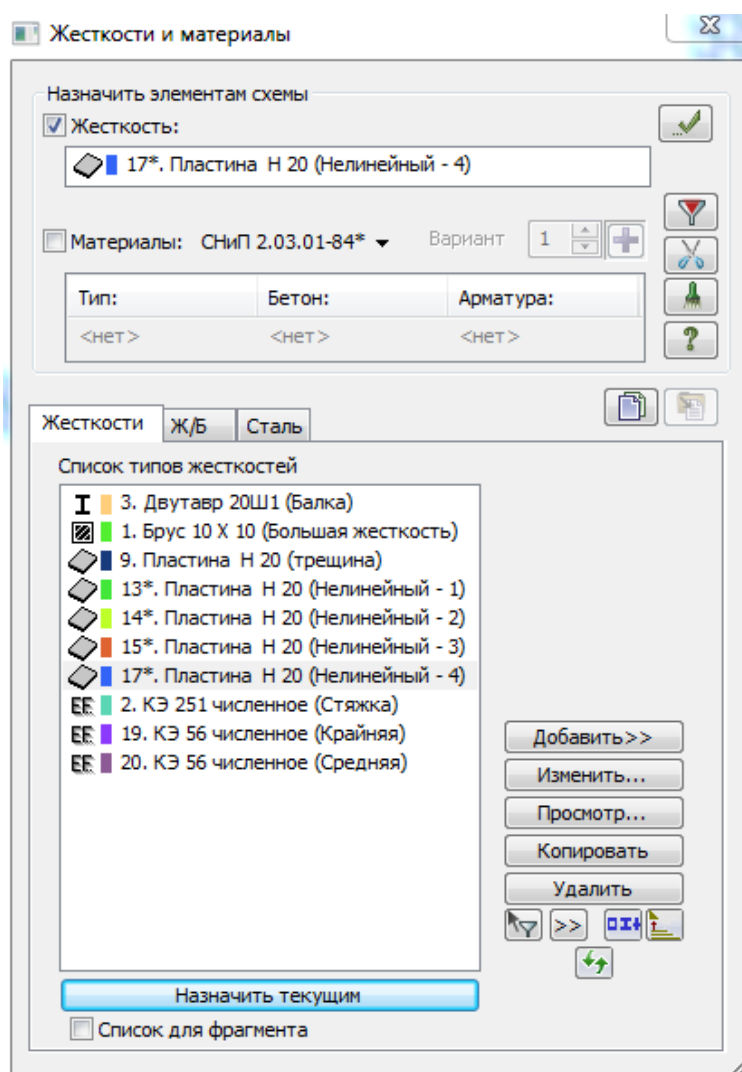 Жесткости и материалы
Назначить элементам схемы
Жесткость:
17*. Пластина H 20 (Нелинейный - 4)
Материалы: СНиП 2.03.01-84* Вариант 1
Тип: Бетон: Арматура:
<нет> <нет> <нет>
Жесткости Ж/Б Сталь
Список типов жесткостей
3. Двутавр 20Ш1 (Балка)
1. Брус 10 X 10 (Большая жесткость)
9. Пластина H 20 (трещина)
13*. Пластина H 20 (Нелинейный - 1)
14*. Пластина H 20 (Нелинейный - 2)
15*. Пластина H 20 (Нелинейный - 3)
17*. Пластина H 20 (Нелинейный - 4)
2. КЭ 251 численное (Стяжка)
19. КЭ 56 численное (Крайняя)
20. КЭ 56 численное (Средняя)
Добавить>>
Изменить...
Просмотр...
Копировать
Удалить
>>
Назначить текущим
Список для фрагмента